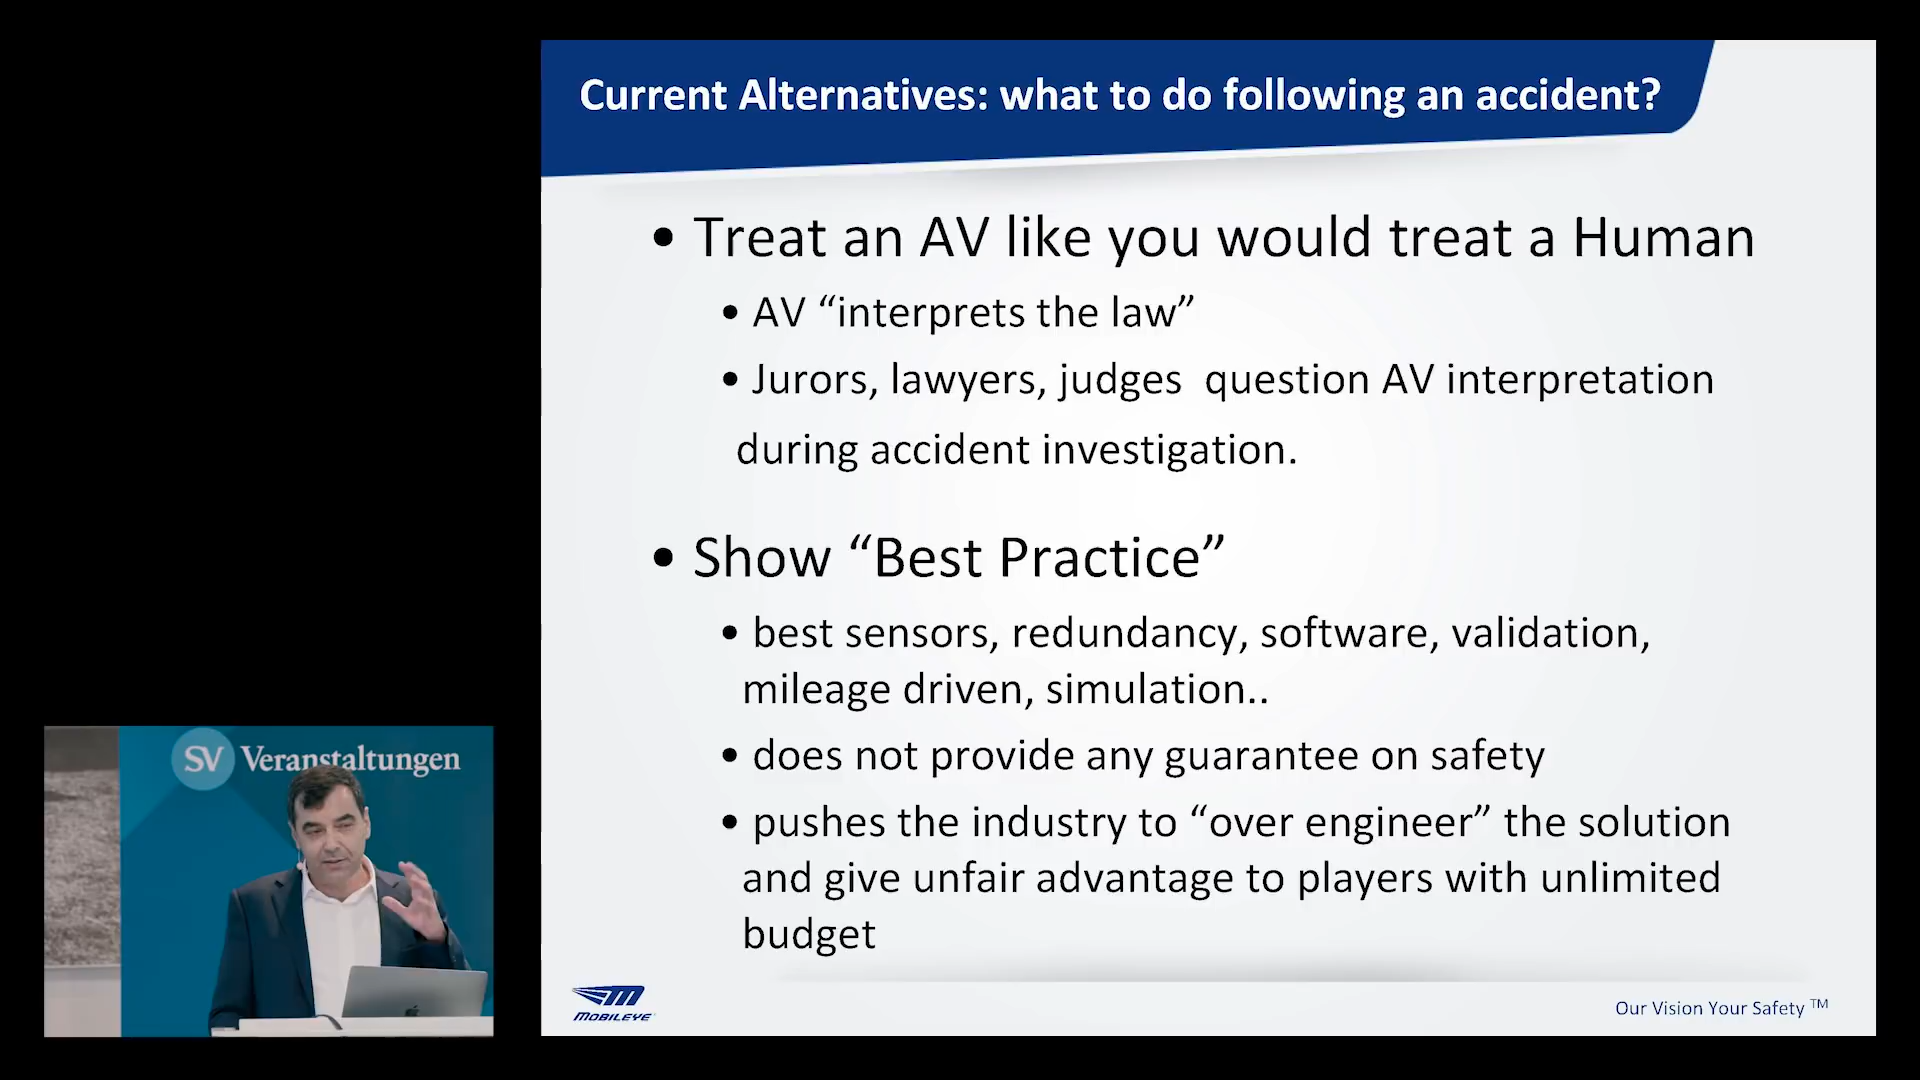 Current Alternatives: what to do following an accident?
• Treat an AV like you would treat a Human
• AV “interprets the law”
• Jurors, lawyers, judges  question AV interpretation
during accident investigation.
• Show “Best Practice”
• best sensors, redundancy, software, validation,
mileage driven, simulation..
• does not provide any guarantee on safety
• pushes the industry to “over engineer” the solution
and give unfair advantage to players with unlimited
budget
MOBILEYE
Our Vision Your Safety ™
SV Veranstaltungen